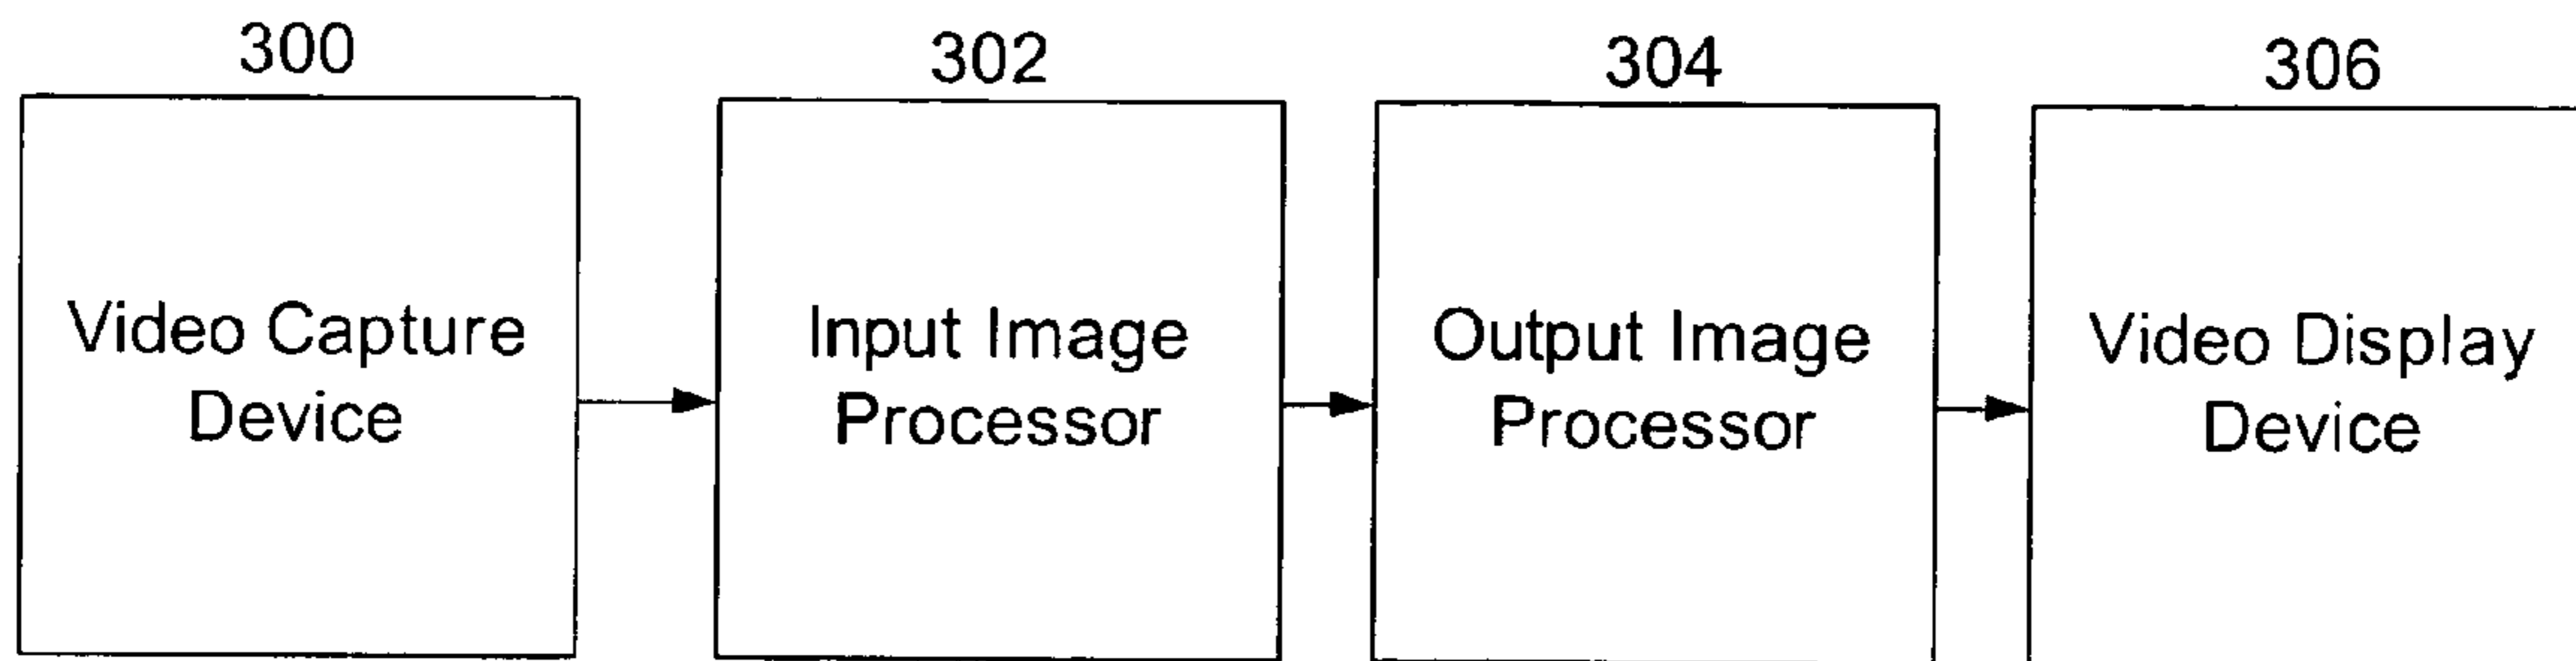 300
302
304
306
Video Capture
Device
Input Image
Processor
Output Image
Processor
Video Display
Device